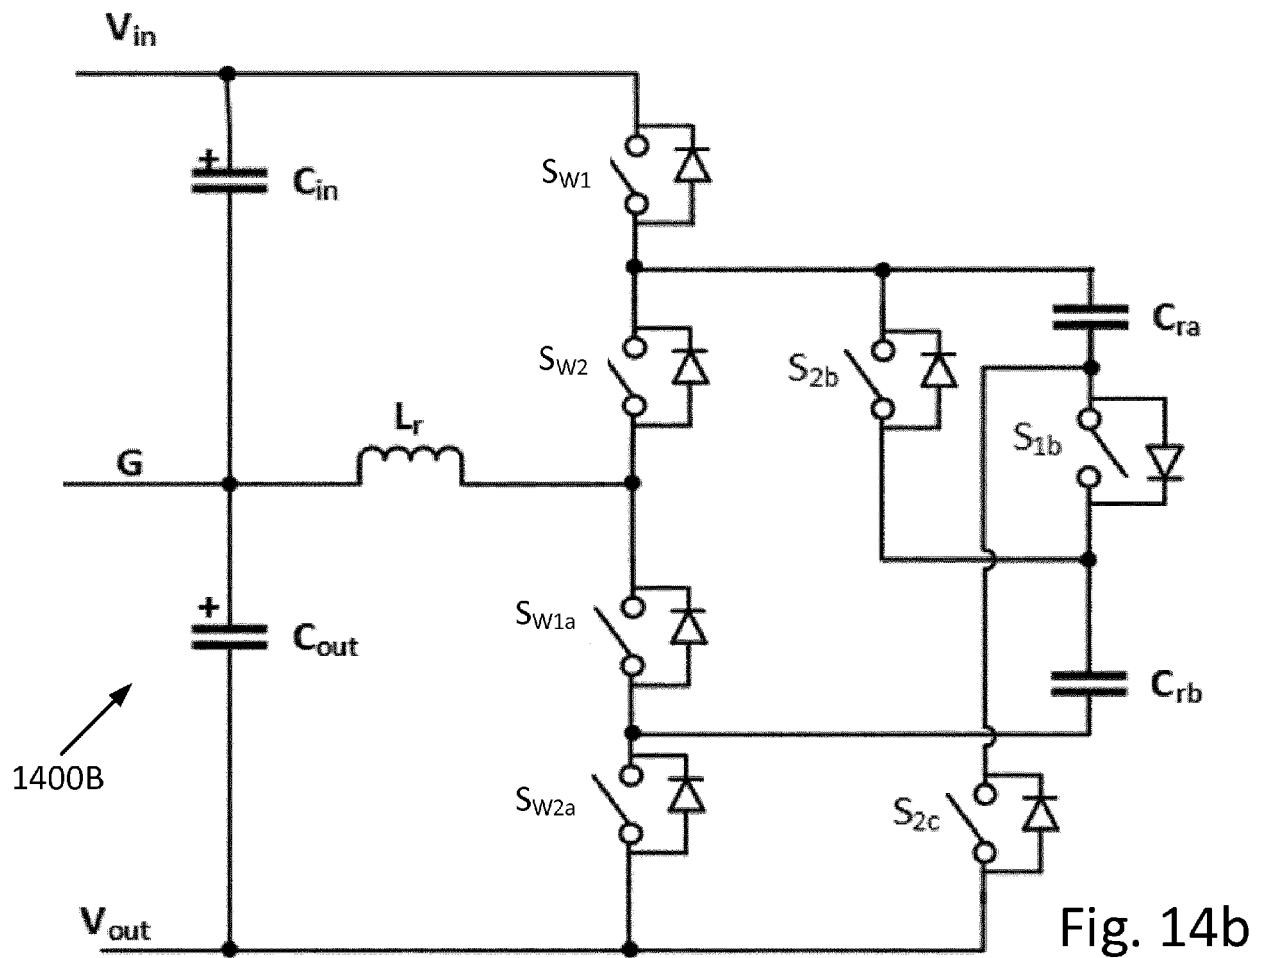 Vin
+
Cin
SW1
SW2
S2b
Cra
S1b
Lr
G
+
Cout
SW1a
Crb
1400B
SW2a
S2c
Vout
Fig. 14b